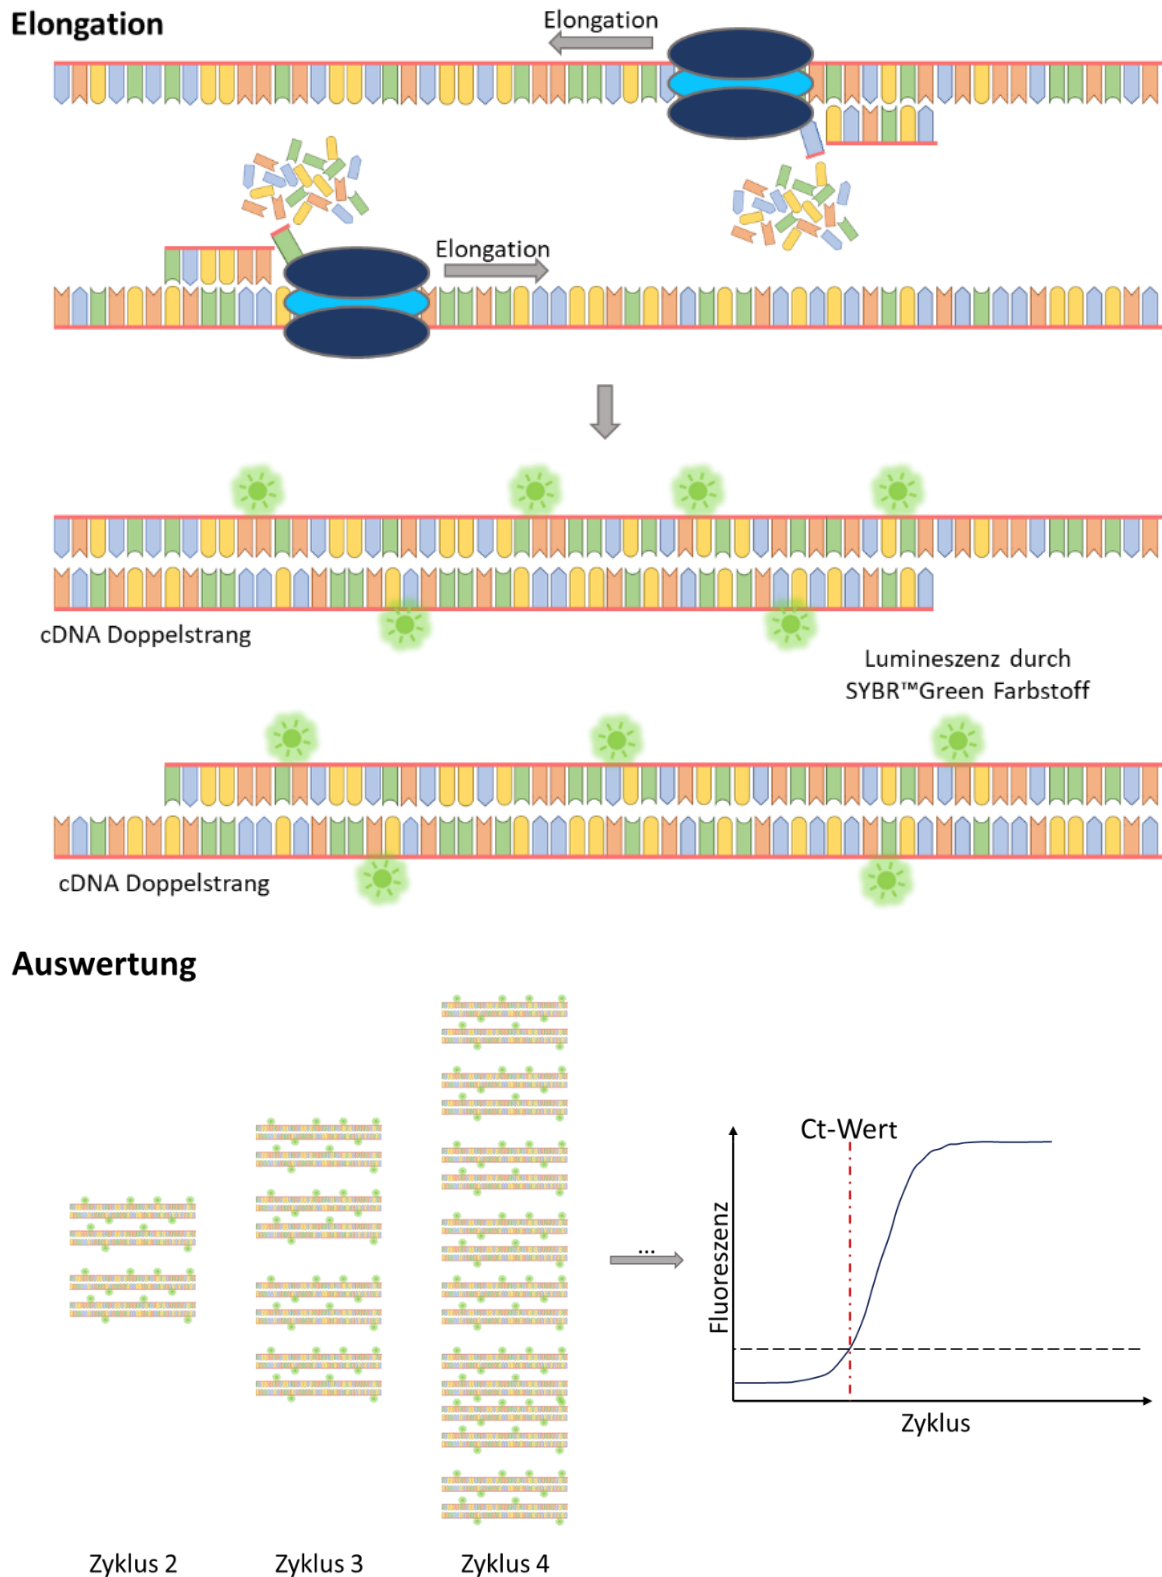 Elongation
Elongation
Elongation
cDNA Doppelstrang
Lumineszenz durch
SYBR™Green Farbstoff
cDNA Doppelstrang
Auswertung
Ct-Wert
Fluoreszenz
...
Zyklus
Zyklus 2
Zyklus 3
Zyklus 4